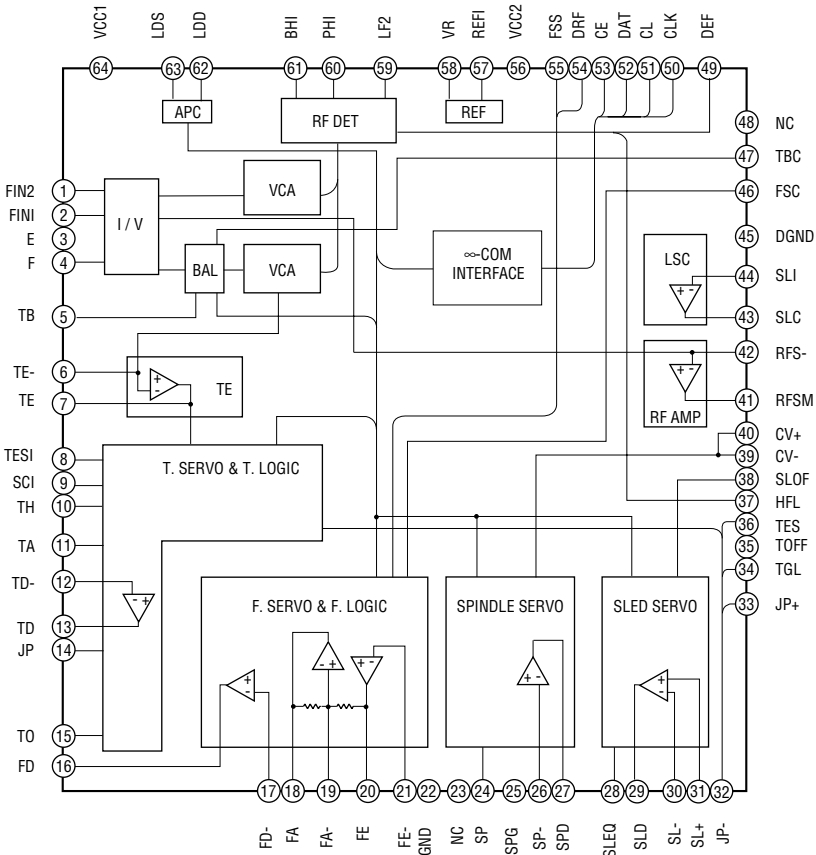 VCC1 LDS LDD BHI PHI LF2 VR REFI VCC2 FSS DRF CE DAT CL CLK DEF
64 63 62 61 60 59 58 57 56 55 54 53 52 51 50 49
APC
RF DET
REF
48 NC
47 TBC
46 FSC
45 DGND
44 SLI
43 SLC
42 RFS-
41 RFSM
40 CV+
39 CV-
38 SLOF
37 HFL
36 TES
35 TOFF
34 TGL
33 JP+
FIN2 1
FINI 2
E 3
F 4
TB 5
TE- 6
TE 7
TESI 8
SCI 9
TH 10
TA 11
TD- 12
TD 13
JP 14
TO 15
FD 16
I / V
VCA
BAL
VCA
∞-COM
INTERFACE
LSC
+ -
+ -
RF AMP
+
-
TE
T. SERVO & T. LOGIC
- +
F. SERVO & F. LOGIC
+
-
- +
+ -
SPINDLE SERVO
+ -
SLED SERVO
+
-
17 18 19 20 21 22 23 24 25 26 27 28 29 30 31 32
FD- FA FA- FE FE- GND NC SP SPG SP- SPD SLEQ SLD SL- SL+ JP-